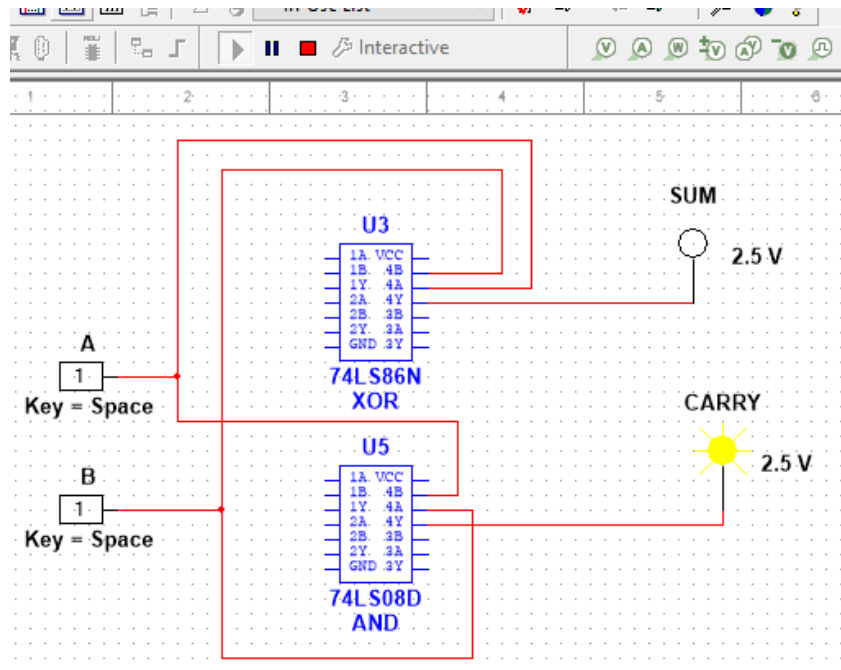 Interactive
1 2 3 4 5 6
SUM
2.5 V
U3
1A VCC
1B 4B
1Y 4A
2A 4Y
2B 3B
2Y 3A
GND 3Y
74LS86N
XOR
A
1
Key = Space
CARRY
2.5 V
U5
1A VCC
1B 4B
1Y 4A
2A 4Y
2B 3B
2Y 3A
GND 3Y
74LS08D
AND
B
1
Key = Space